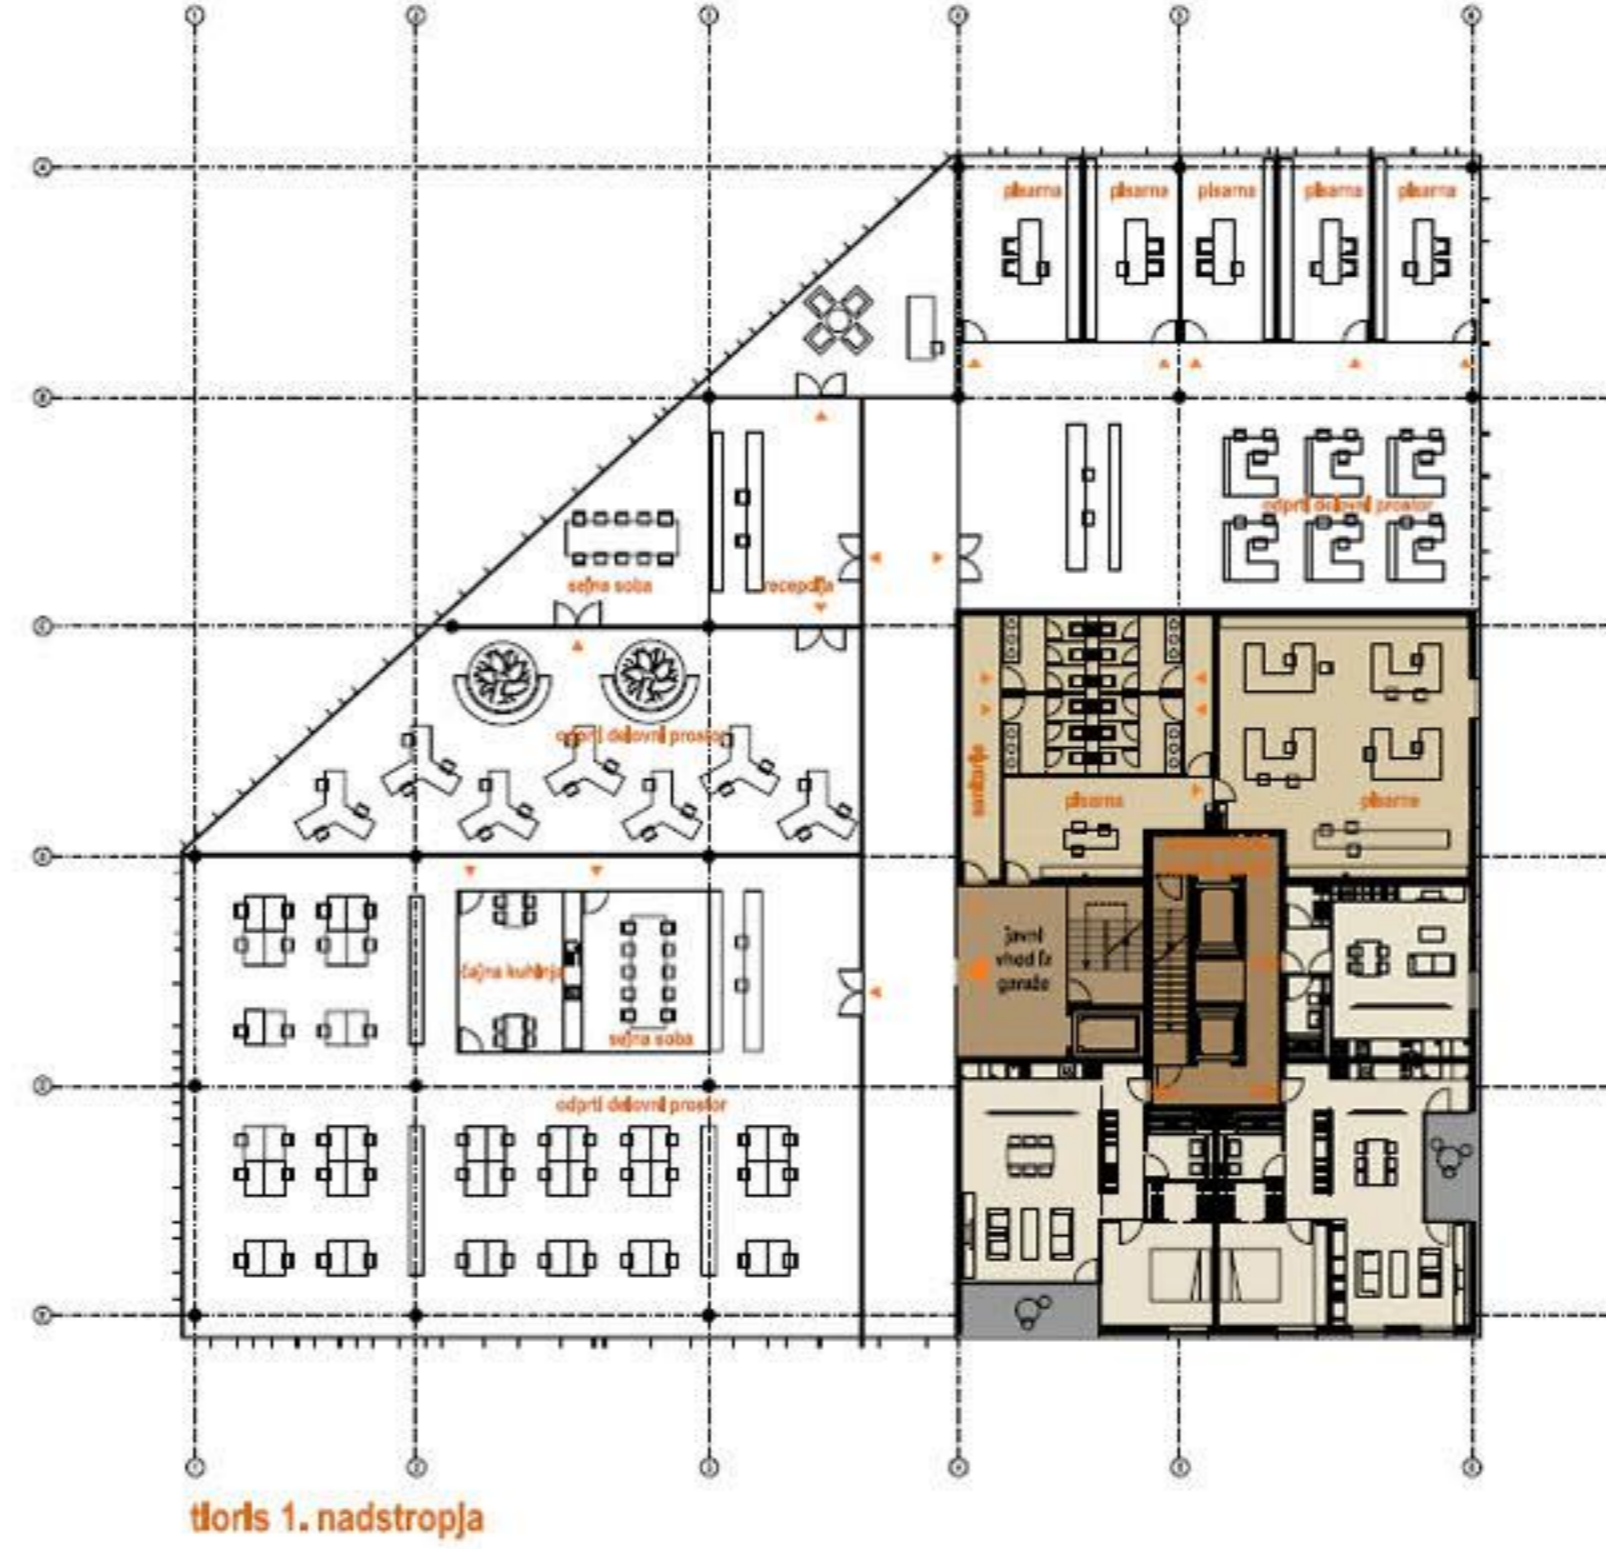 pisarna
pisarna
pisarna
pisarna
pisarna
odprti delovni prostor
sejna soba
recepcija
odprti delovni prostor
sanitarije
pisarna
pisarne
javni
vhod iz
garaže
čajna kuhinja
sejna soba
odprti delovni prostor
tloris 1. nadstropja